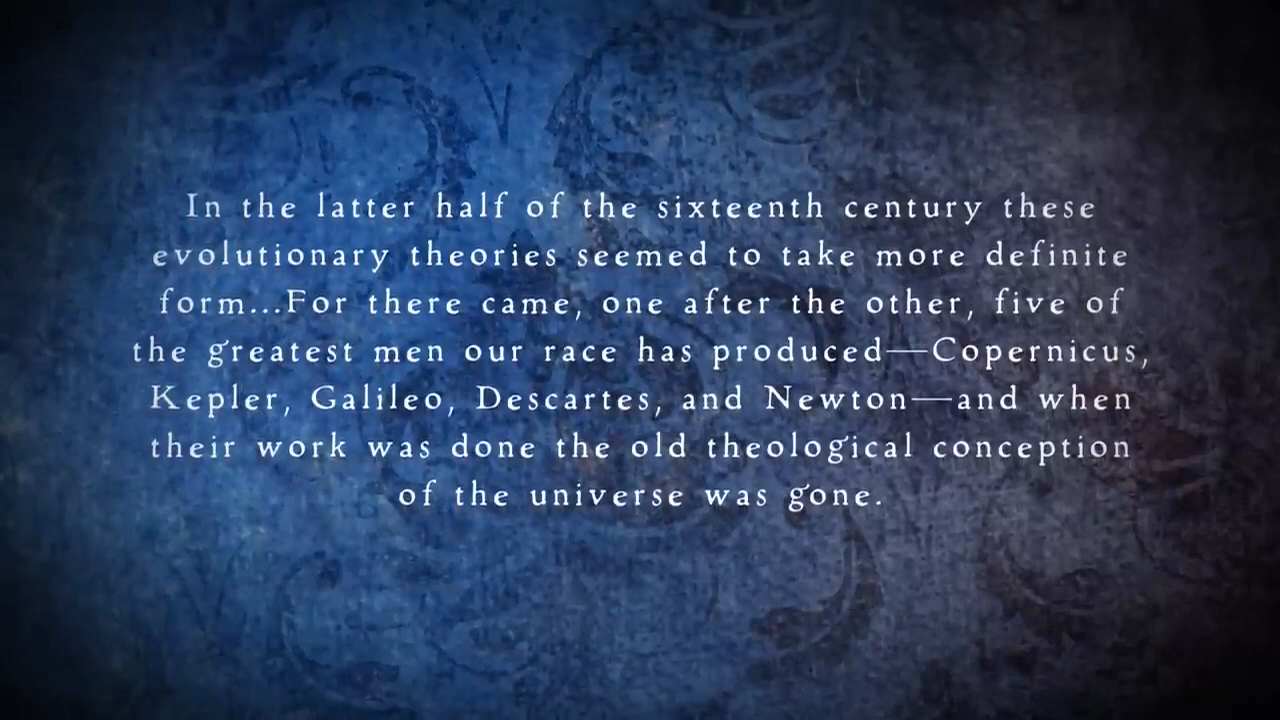 In the latter half of the sixteenth century these
evolutionary theories seemed to take more definite
form...For there came, one after the other, five of
the greatest men our race has produced—Copernicus,
Kepler, Galileo, Descartes, and Newton—and when
their work was done the old theological conception
of the universe was gone.